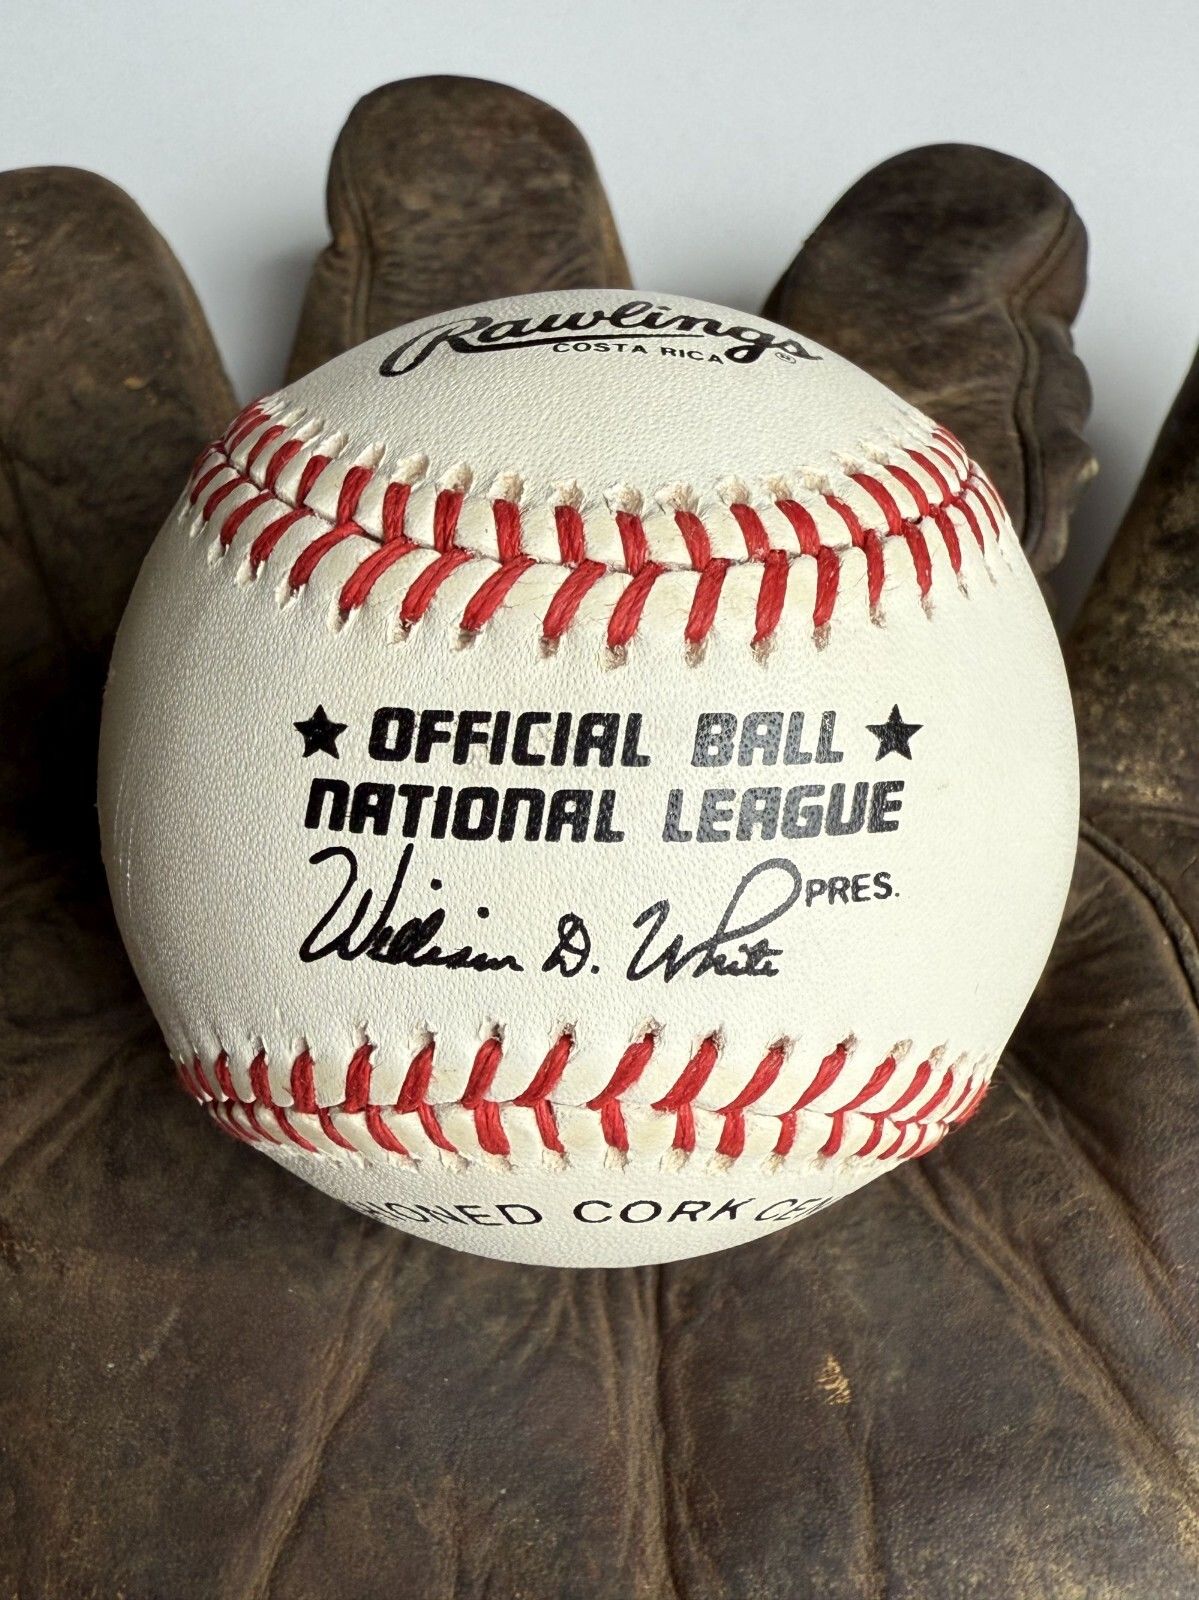 Rawlings®
COSTA RICA
★ OFFICIAL BALL ★
NATIONAL LEAGUE
William D. White PRES.
CORK